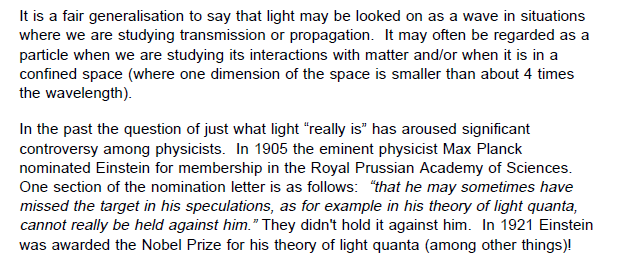 It is a fair generalisation to say that light may be looked on as a wave in situations
where we are studying transmission or propagation.  It may often be regarded as a
particle when we are studying its interactions with matter and/or when it is in a
confined space (where one dimension of the space is smaller than about 4 times
the wavelength).
In the past the question of just what light “really is” has aroused significant
controversy among physicists.  In 1905 the eminent physicist Max Planck
nominated Einstein for membership in the Royal Prussian Academy of Sciences.
One section of the nomination letter is as follows:  “that he may sometimes have
missed the target in his speculations, as for example in his theory of light quanta,
cannot really be held against him.” They didn't hold it against him.  In 1921 Einstein
was awarded the Nobel Prize for his theory of light quanta (among other things)!